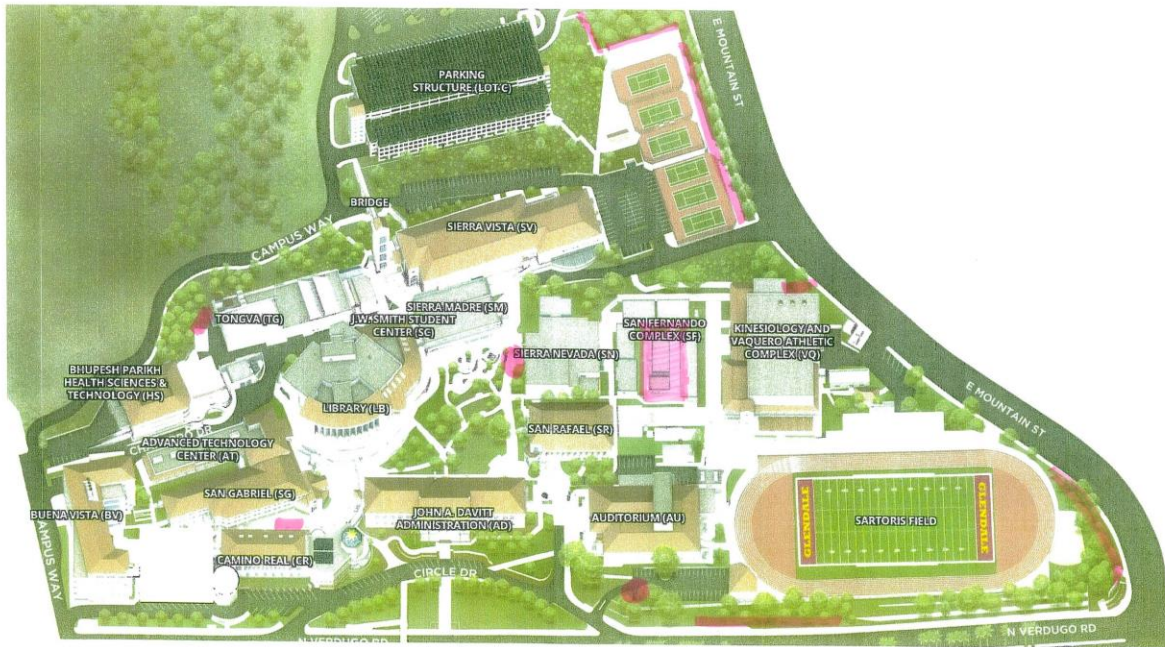 E MOUNTAIN ST
PARKING
STRUCTURE (LOT C)
BRIDGE
CAMPUS WAY
SIERRA VISTA (SV)
SIERRA MADRE (SM)
TONGVA (TG)
J.W. SMITH STUDENT
CENTER (SC)
SAN FERNANDO
COMPLEX (SF)
KINESIOLOGY AND
VAQUERO ATHLETIC
COMPLEX (VQ)
SIERRA NEVADA (SN)
BHUPESH PARIKH
HEALTH SCIENCES &
TECHNOLOGY (HS)
LIBRARY (LB)
E MOUNTAIN ST
SAN RAFAEL (SR)
DR
ADVANCED TECHNOLOGY
CENTER (AT)
SAN GABRIEL (SG)
BUENA VISTA (BV)
JOHN A. DAVITT
ADMINISTRATION (AD)
AUDITORIUM (AU)
GLENDALE
SARTORIS FIELD
GLENDALE
CAMPUS WAY
CAMINO REAL (CR)
CIRCLE DR
N VERDUGO RD
N VERDUGO RD